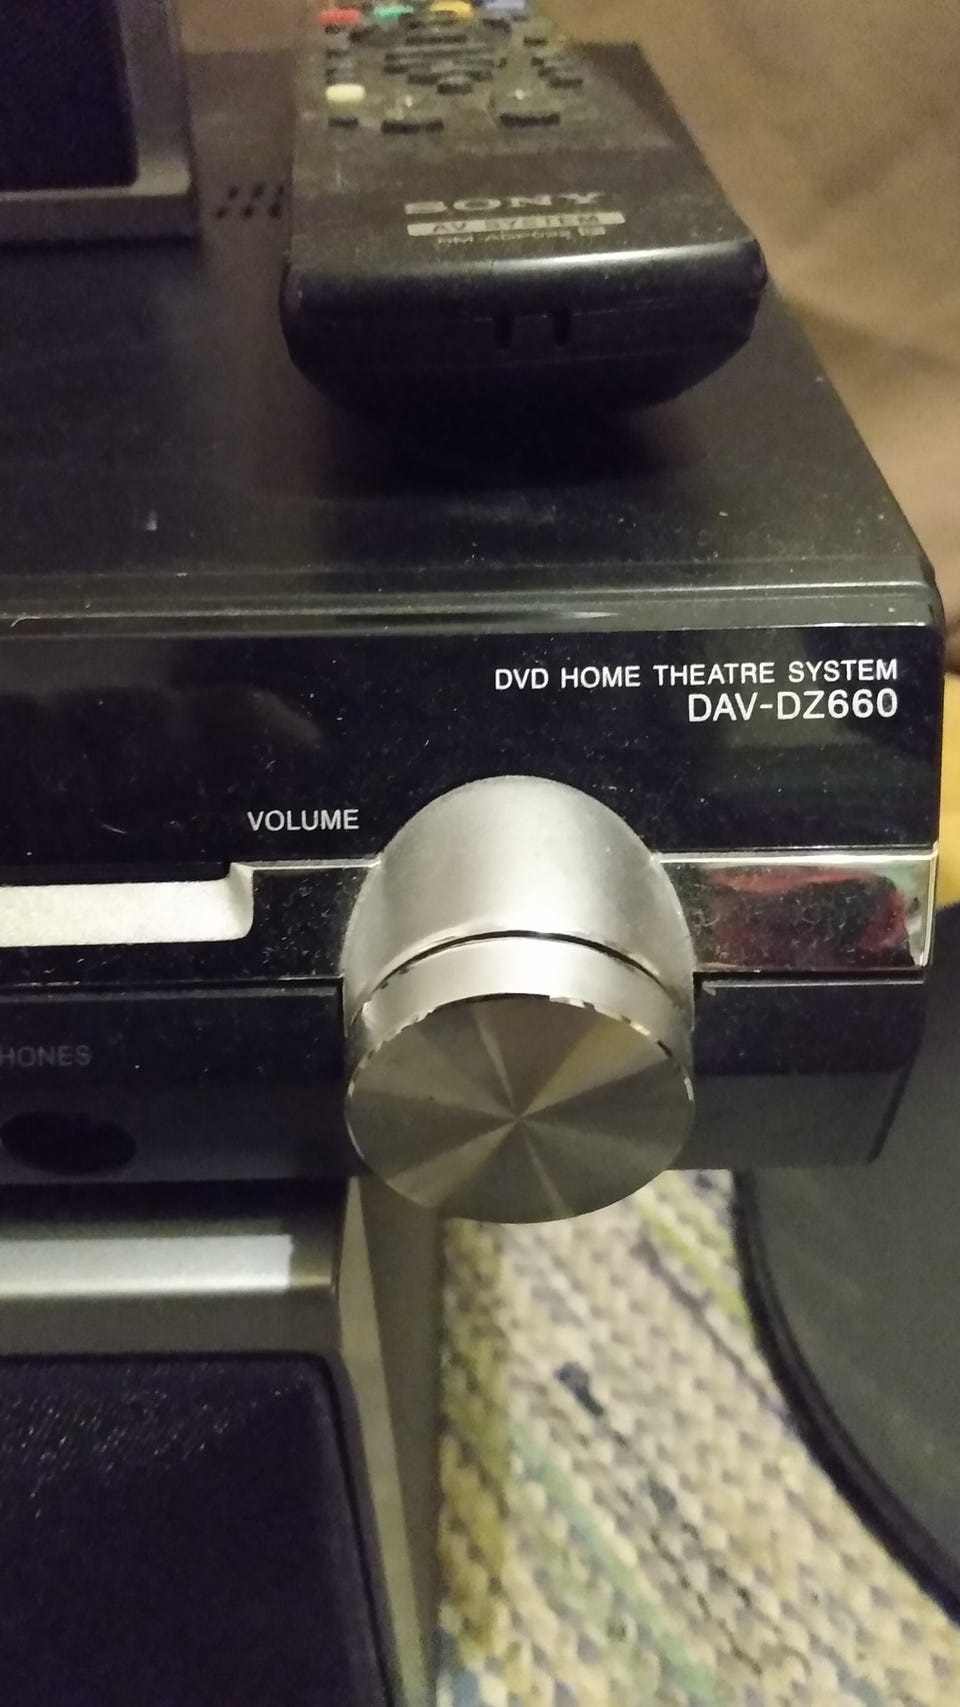 SONY
AV SYSTEM
DVD HOME THEATRE SYSTEM
DAV-DZ660
VOLUME
HONES